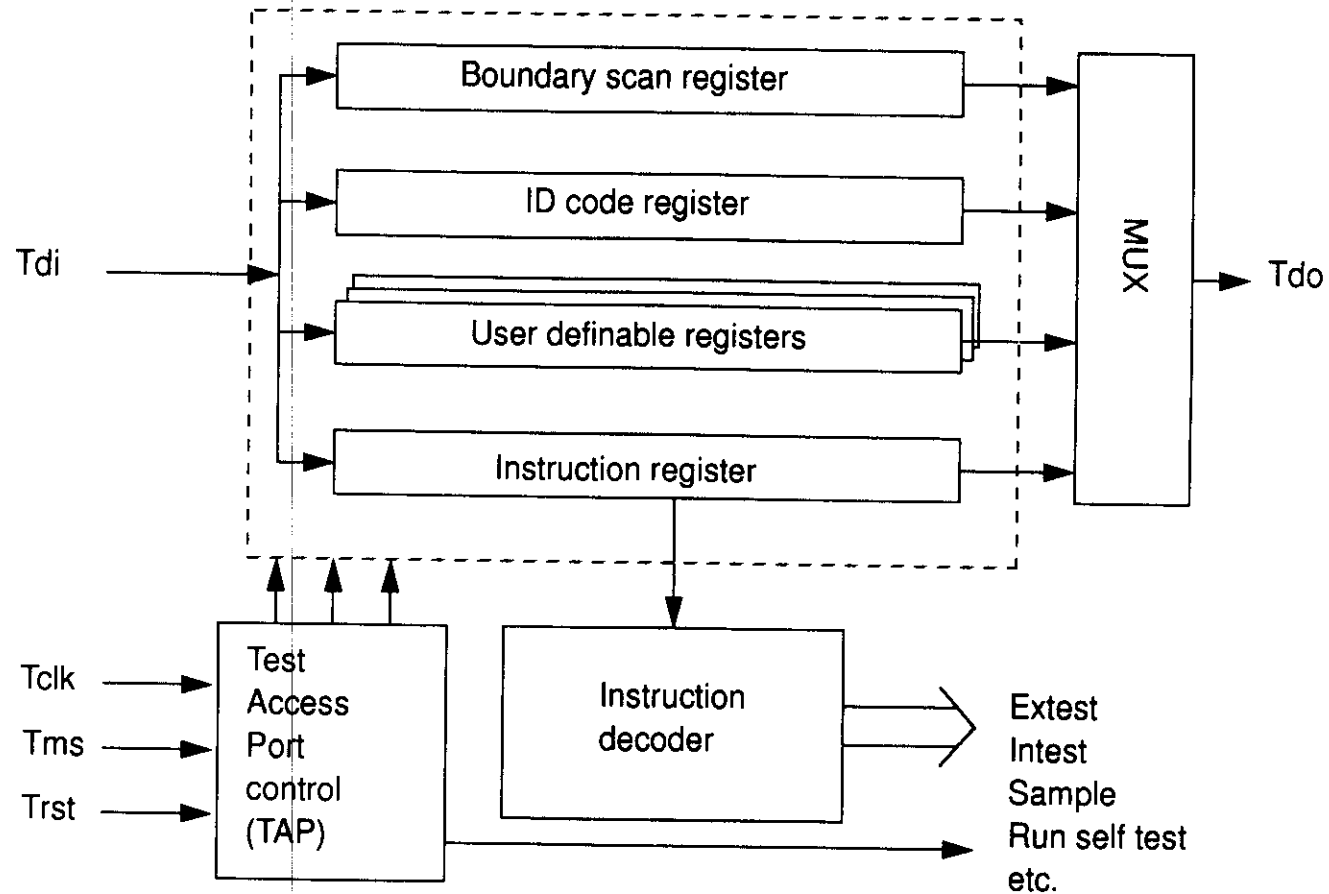 Boundary scan register
ID code register
Tdi
MUX
Tdo
User definable registers
Instruction register
Tclk
Tms
Trst
Test
Access
Port
control
(TAP)
Instruction
decoder
Extest
Intest
Sample
Run self test
etc.